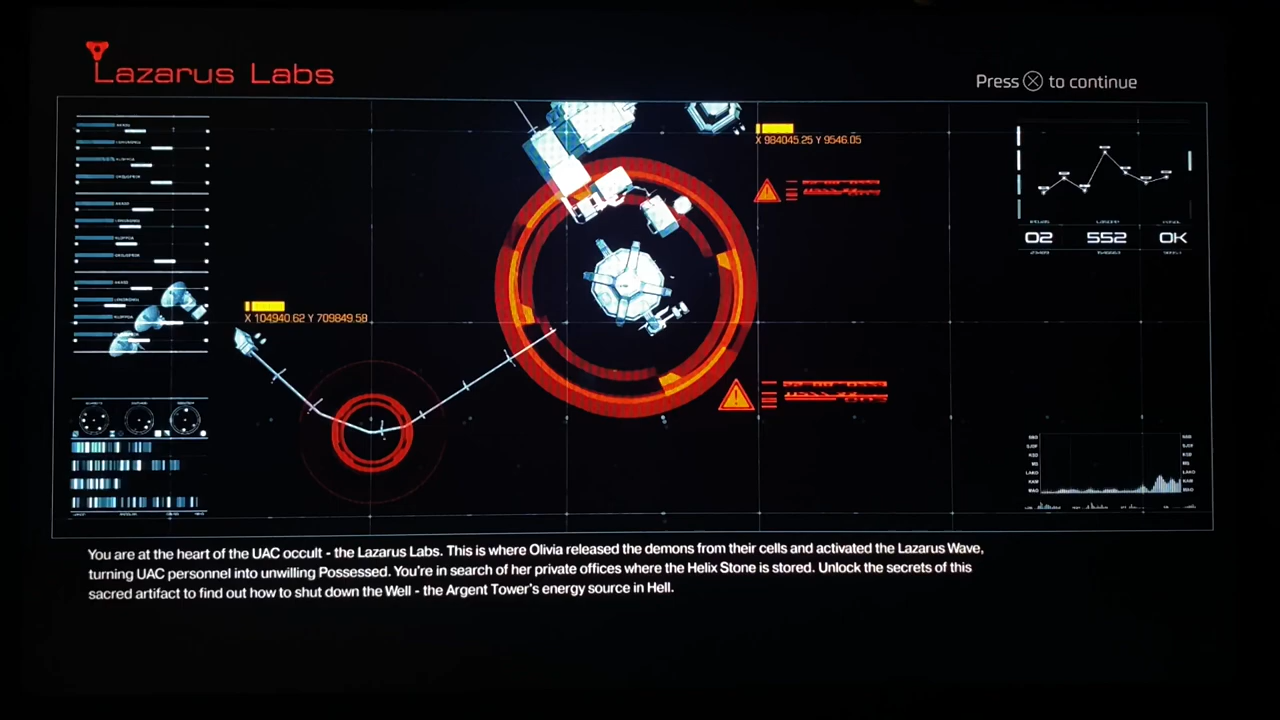 Lazarus Labs
Press Ⓧ to continue
X 984045.25 Y 9546.05
X 104940.62 Y 709849.58
02 552 OK
You are at the heart of the UAC occult - the Lazarus Labs. This is where Olivia released the demons from their cells and activated the Lazarus Wave,
turning UAC personnel into unwilling Possessed. You're in search of her private offices where the Helix Stone is stored. Unlock the secrets of this
sacred artifact to find out how to shut down the Well - the Argent Tower's energy source in Hell.